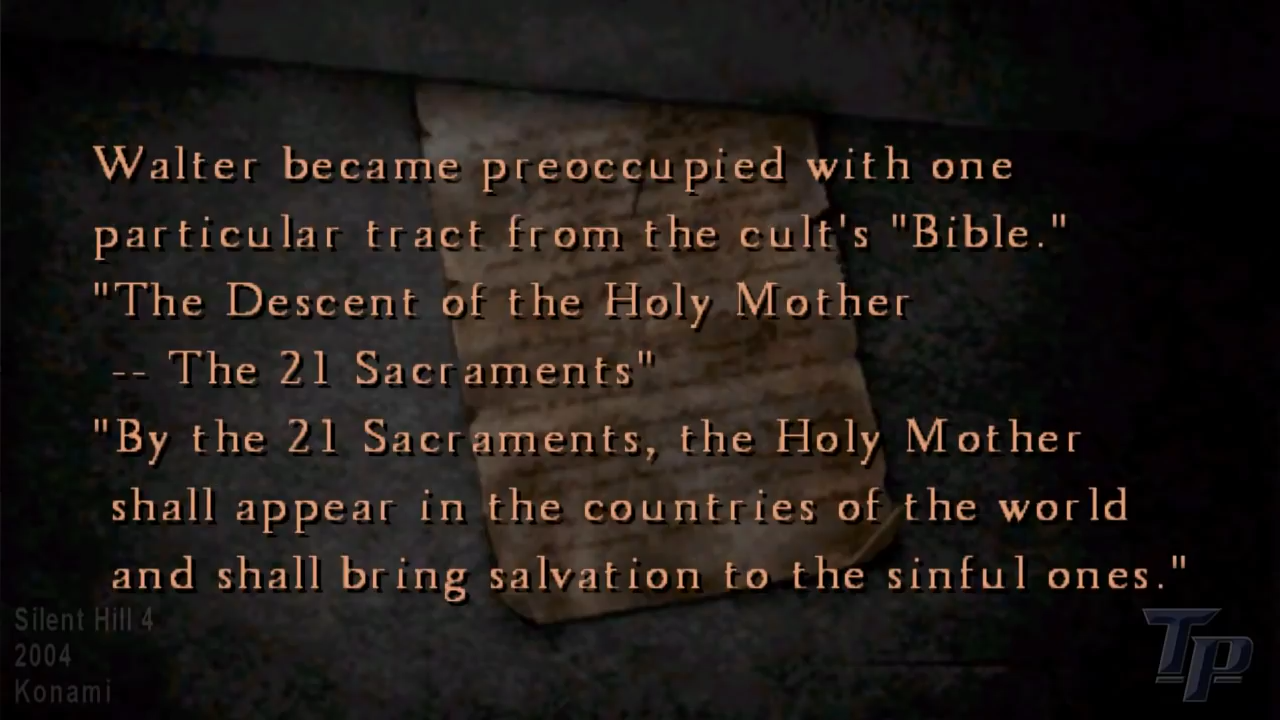 Walter became preoccupied with one
particular tract from the cult's "Bible."
"The Descent of the Holy Mother
-- The 21 Sacraments"
"By the 21 Sacraments, the Holy Mother
shall appear in the countries of the world
and shall bring salvation to the sinful ones."
Silent Hill 4
2004
Konami
TP